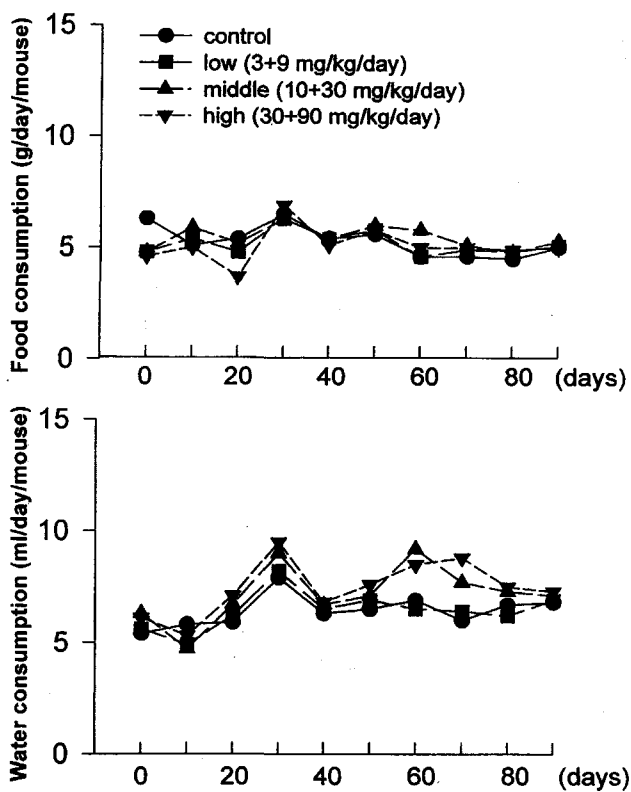 Food consumption (g/day/mouse)
15
10
5
0
control
low (3+9 mg/kg/day)
middle (10+30 mg/kg/day)
high (30+90 mg/kg/day)
0 20 40 60 80 (days)
Water consumption (ml/day/mouse)
15
10
5
0
0 20 40 60 80 (days)